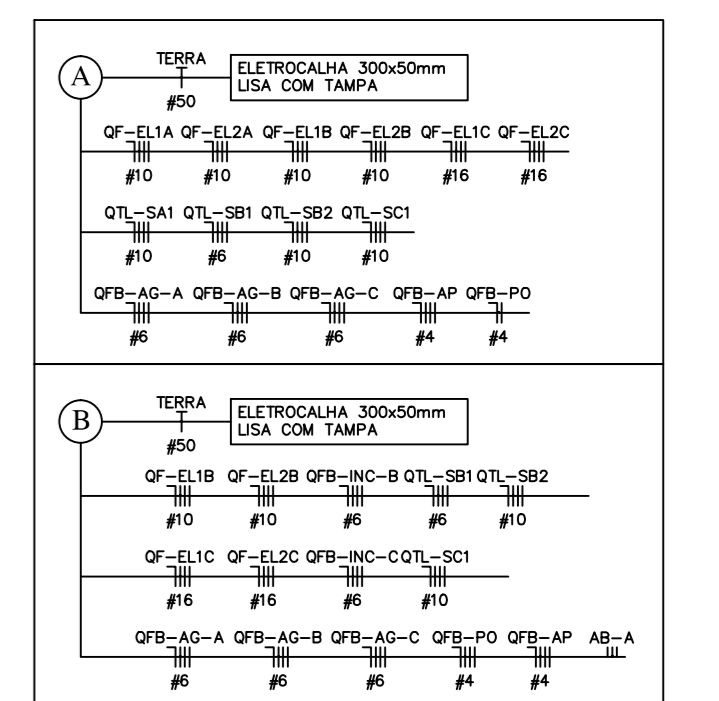 A
TERRA
#50
ELETROCALHA 300x50mm
LISA COM TAMPA
QF-EL1A QF-EL2A QF-EL1B QF-EL2B QF-EL1C QF-EL2C
#10 #10 #10 #10 #16 #16
QTL-SA1 QTL-SB1 QTL-SB2 QTL-SC1
#10 #6 #10 #10
QFB-AG-A QFB-AG-B QFB-AG-C QFB-AP QFB-PO
#6 #6 #6 #4 #4
B
TERRA
#50
ELETROCALHA 300x50mm
LISA COM TAMPA
QF-EL1B QF-EL2B QFB-INC-B QTL-SB1 QTL-SB2
#10 #10 #6 #6 #10
QF-EL1C QF-EL2C QFB-INC-C QTL-SC1
#16 #16 #6 #10
QFB-AG-A QFB-AG-B QFB-AG-C QFB-PO QFB-AP AB-A
#6 #6 #6 #4 #4